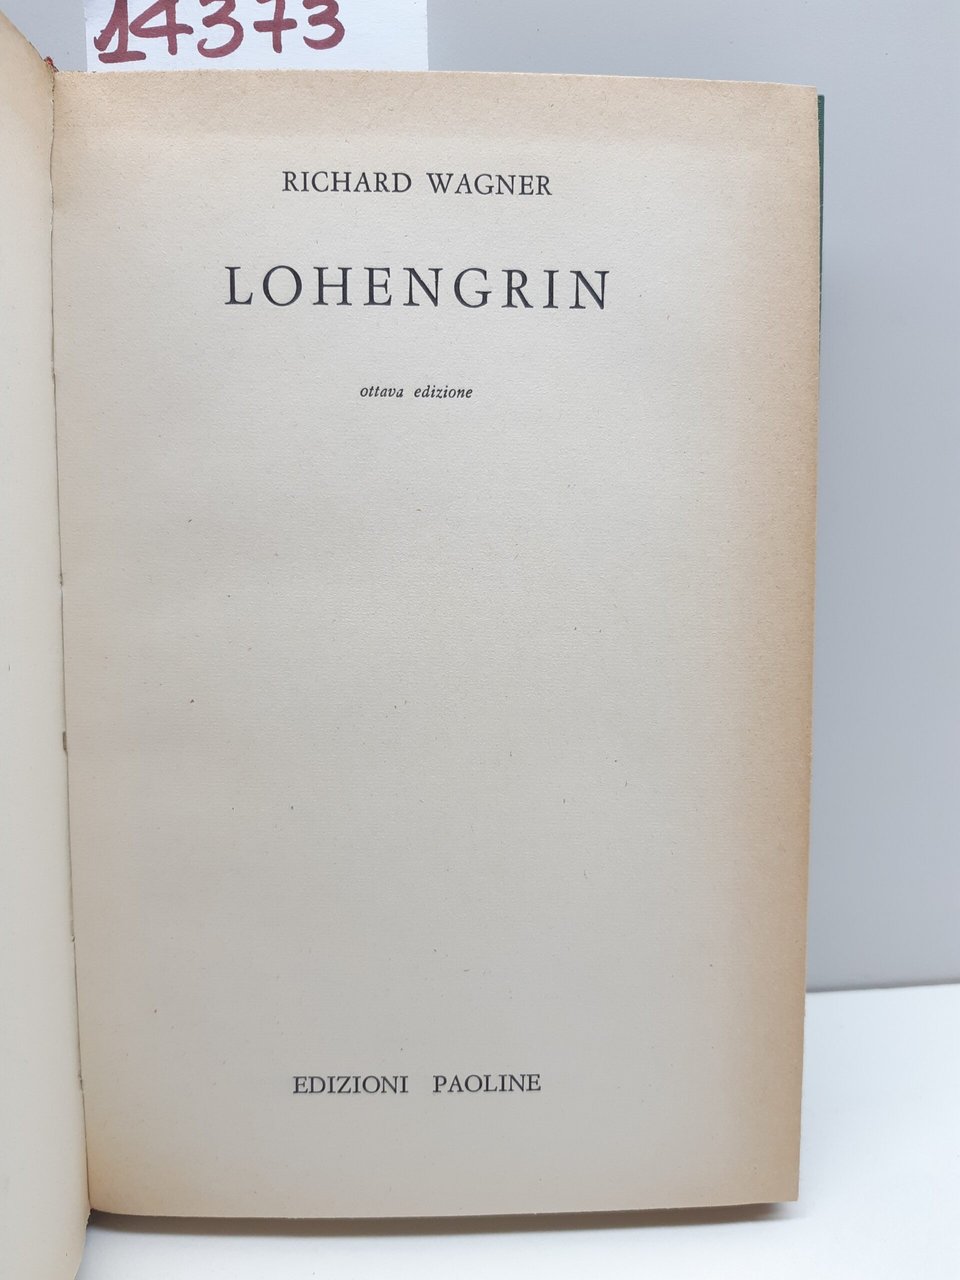 14373
RICHARD WAGNER
LOHENGRIN
ottava edizione
EDIZIONI PAOLINE